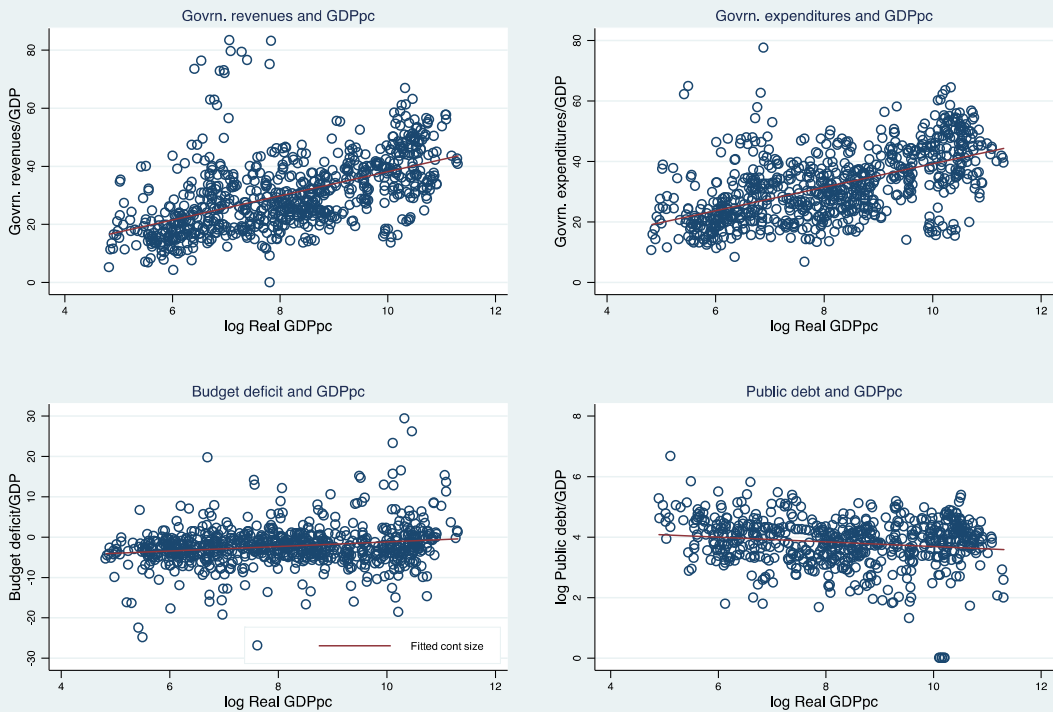 Govrn. revenues and GDPpc
Govrn. revenues/GDP
80
60
40
20
0
4 6 8 10 12
log Real GDPpc
Govrn. expenditures and GDPpc
Govrn. expenditures/GDP
80
60
40
20
0
4 6 8 10 12
log Real GDPpc
Budget deficit and GDPpc
Budget deficit/GDP
30
20
10
0
-10
-20
-30
Fitted cont size
4 6 8 10 12
log Real GDPpc
Public debt and GDPpc
log Public debt/GDP
8
6
4
2
0
4 6 8 10 12
log Real GDPpc